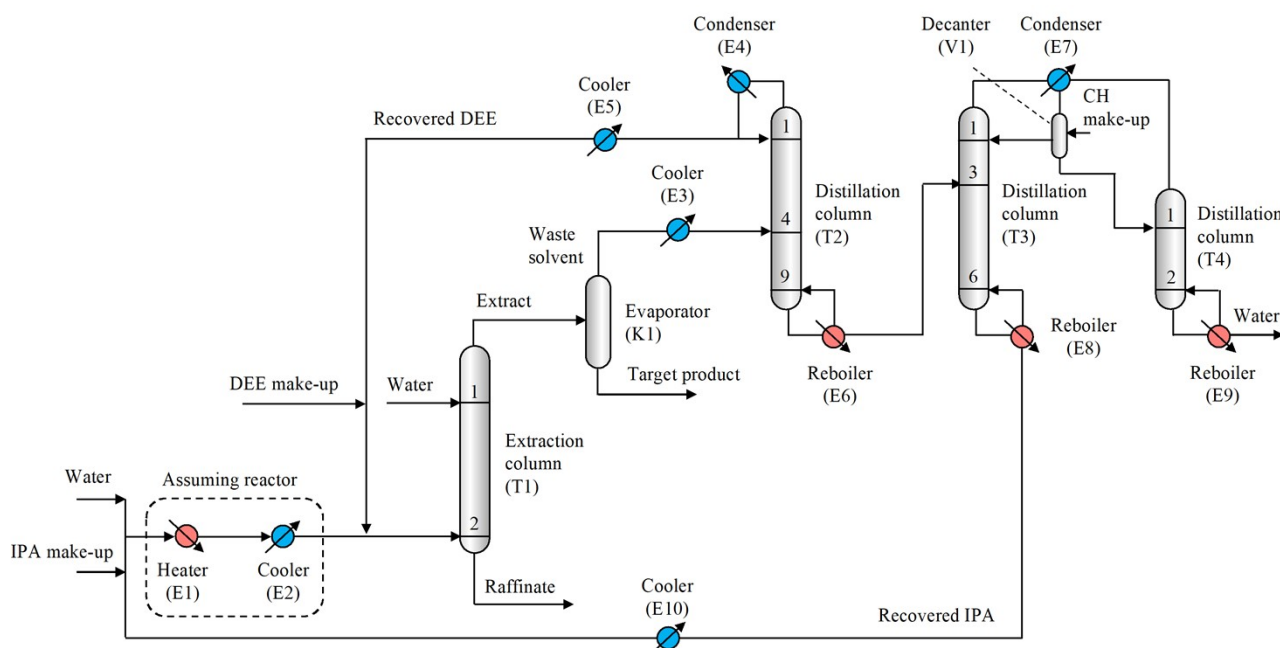 Decanter
(V1)
Condenser
(E7)
Condenser
(E4)
Cooler
(E5)
Recovered DEE
CH
make-up
1
1
3
Cooler
(E3)
Distillation
column
(T2)
4
Distillation
column
(T3)
1
Distillation
column
(T4)
Waste
solvent
9
6
2
Extract
Evaporator
(K1)
Water
Reboiler
(E8)
Reboiler
(E6)
Reboiler
(E9)
Target product
DEE make-up
Water
1
Extraction
column
(T1)
Water
Assuming reactor
2
IPA make-up
Heater
(E1)
Cooler
(E2)
Raffinate
Cooler
(E10)
Recovered IPA